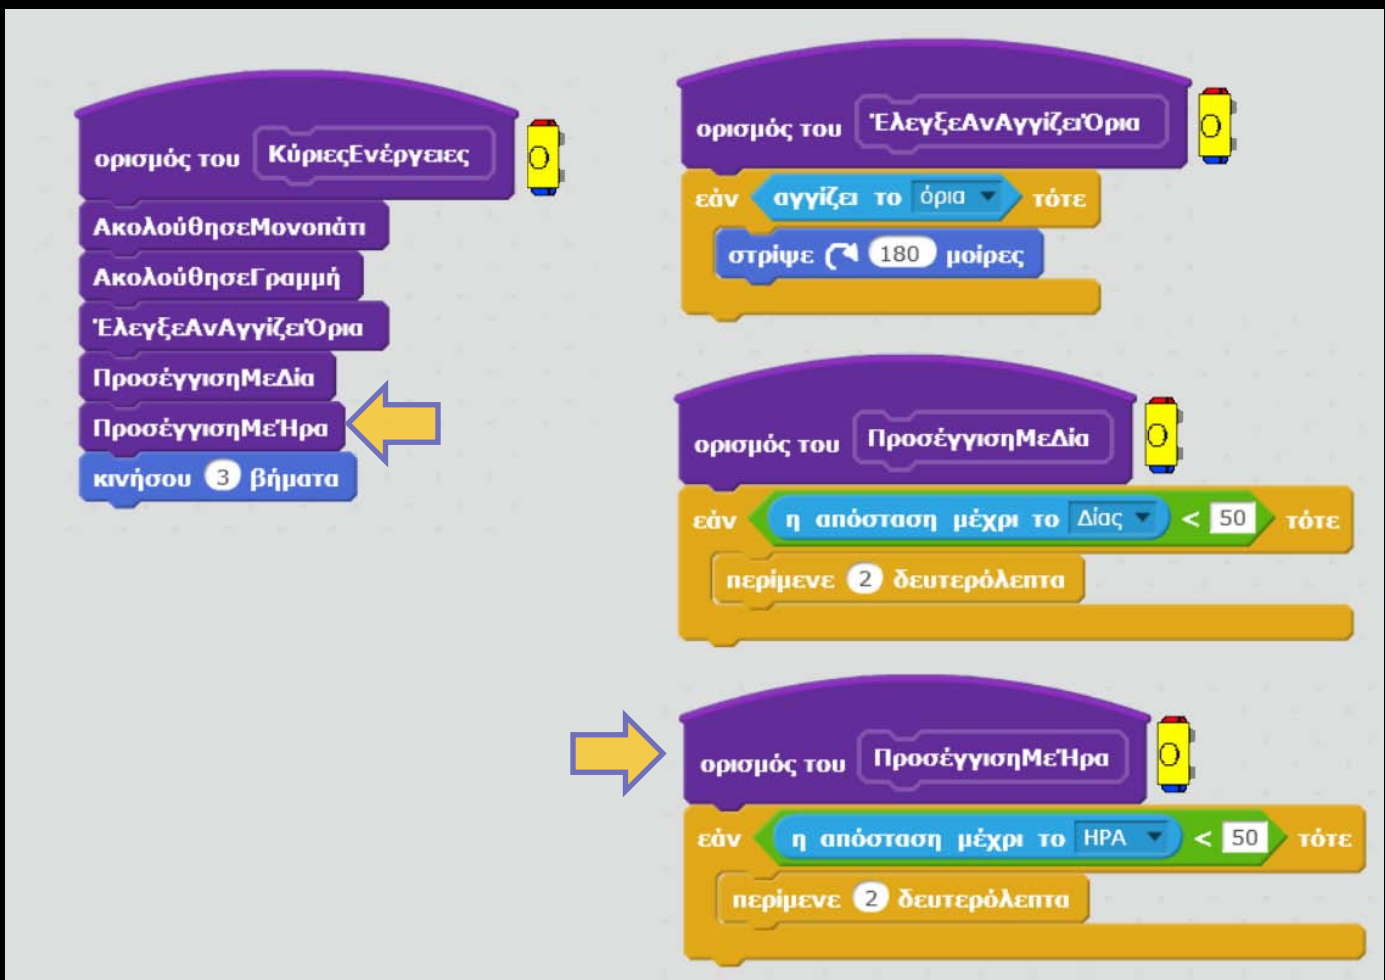 ορισμός του ΚύριεςΕνέργειες
ΑκολούθησεΜονοπάτι
ΑκολούθησεΓραμμή
ΈλεγξεΑνΑγγίζειΌρια
ΠροσέγγισηΜεΔία
ΠροσέγγισηΜεΉρα
κινήσου 3 βήματα
ορισμός του ΈλεγξεΑνΑγγίζειΌρια
εάν αγγίζει το όρια τότε
στρίψε 180 μοίρες
ορισμός του ΠροσέγγισηΜεΔία
εάν η απόσταση μέχρι το Δίας < 50 τότε
περίμενε 2 δευτερόλεπτα
ορισμός του ΠροσέγγισηΜεΉρα
εάν η απόσταση μέχρι το ΗΡΑ < 50 τότε
περίμενε 2 δευτερόλεπτα